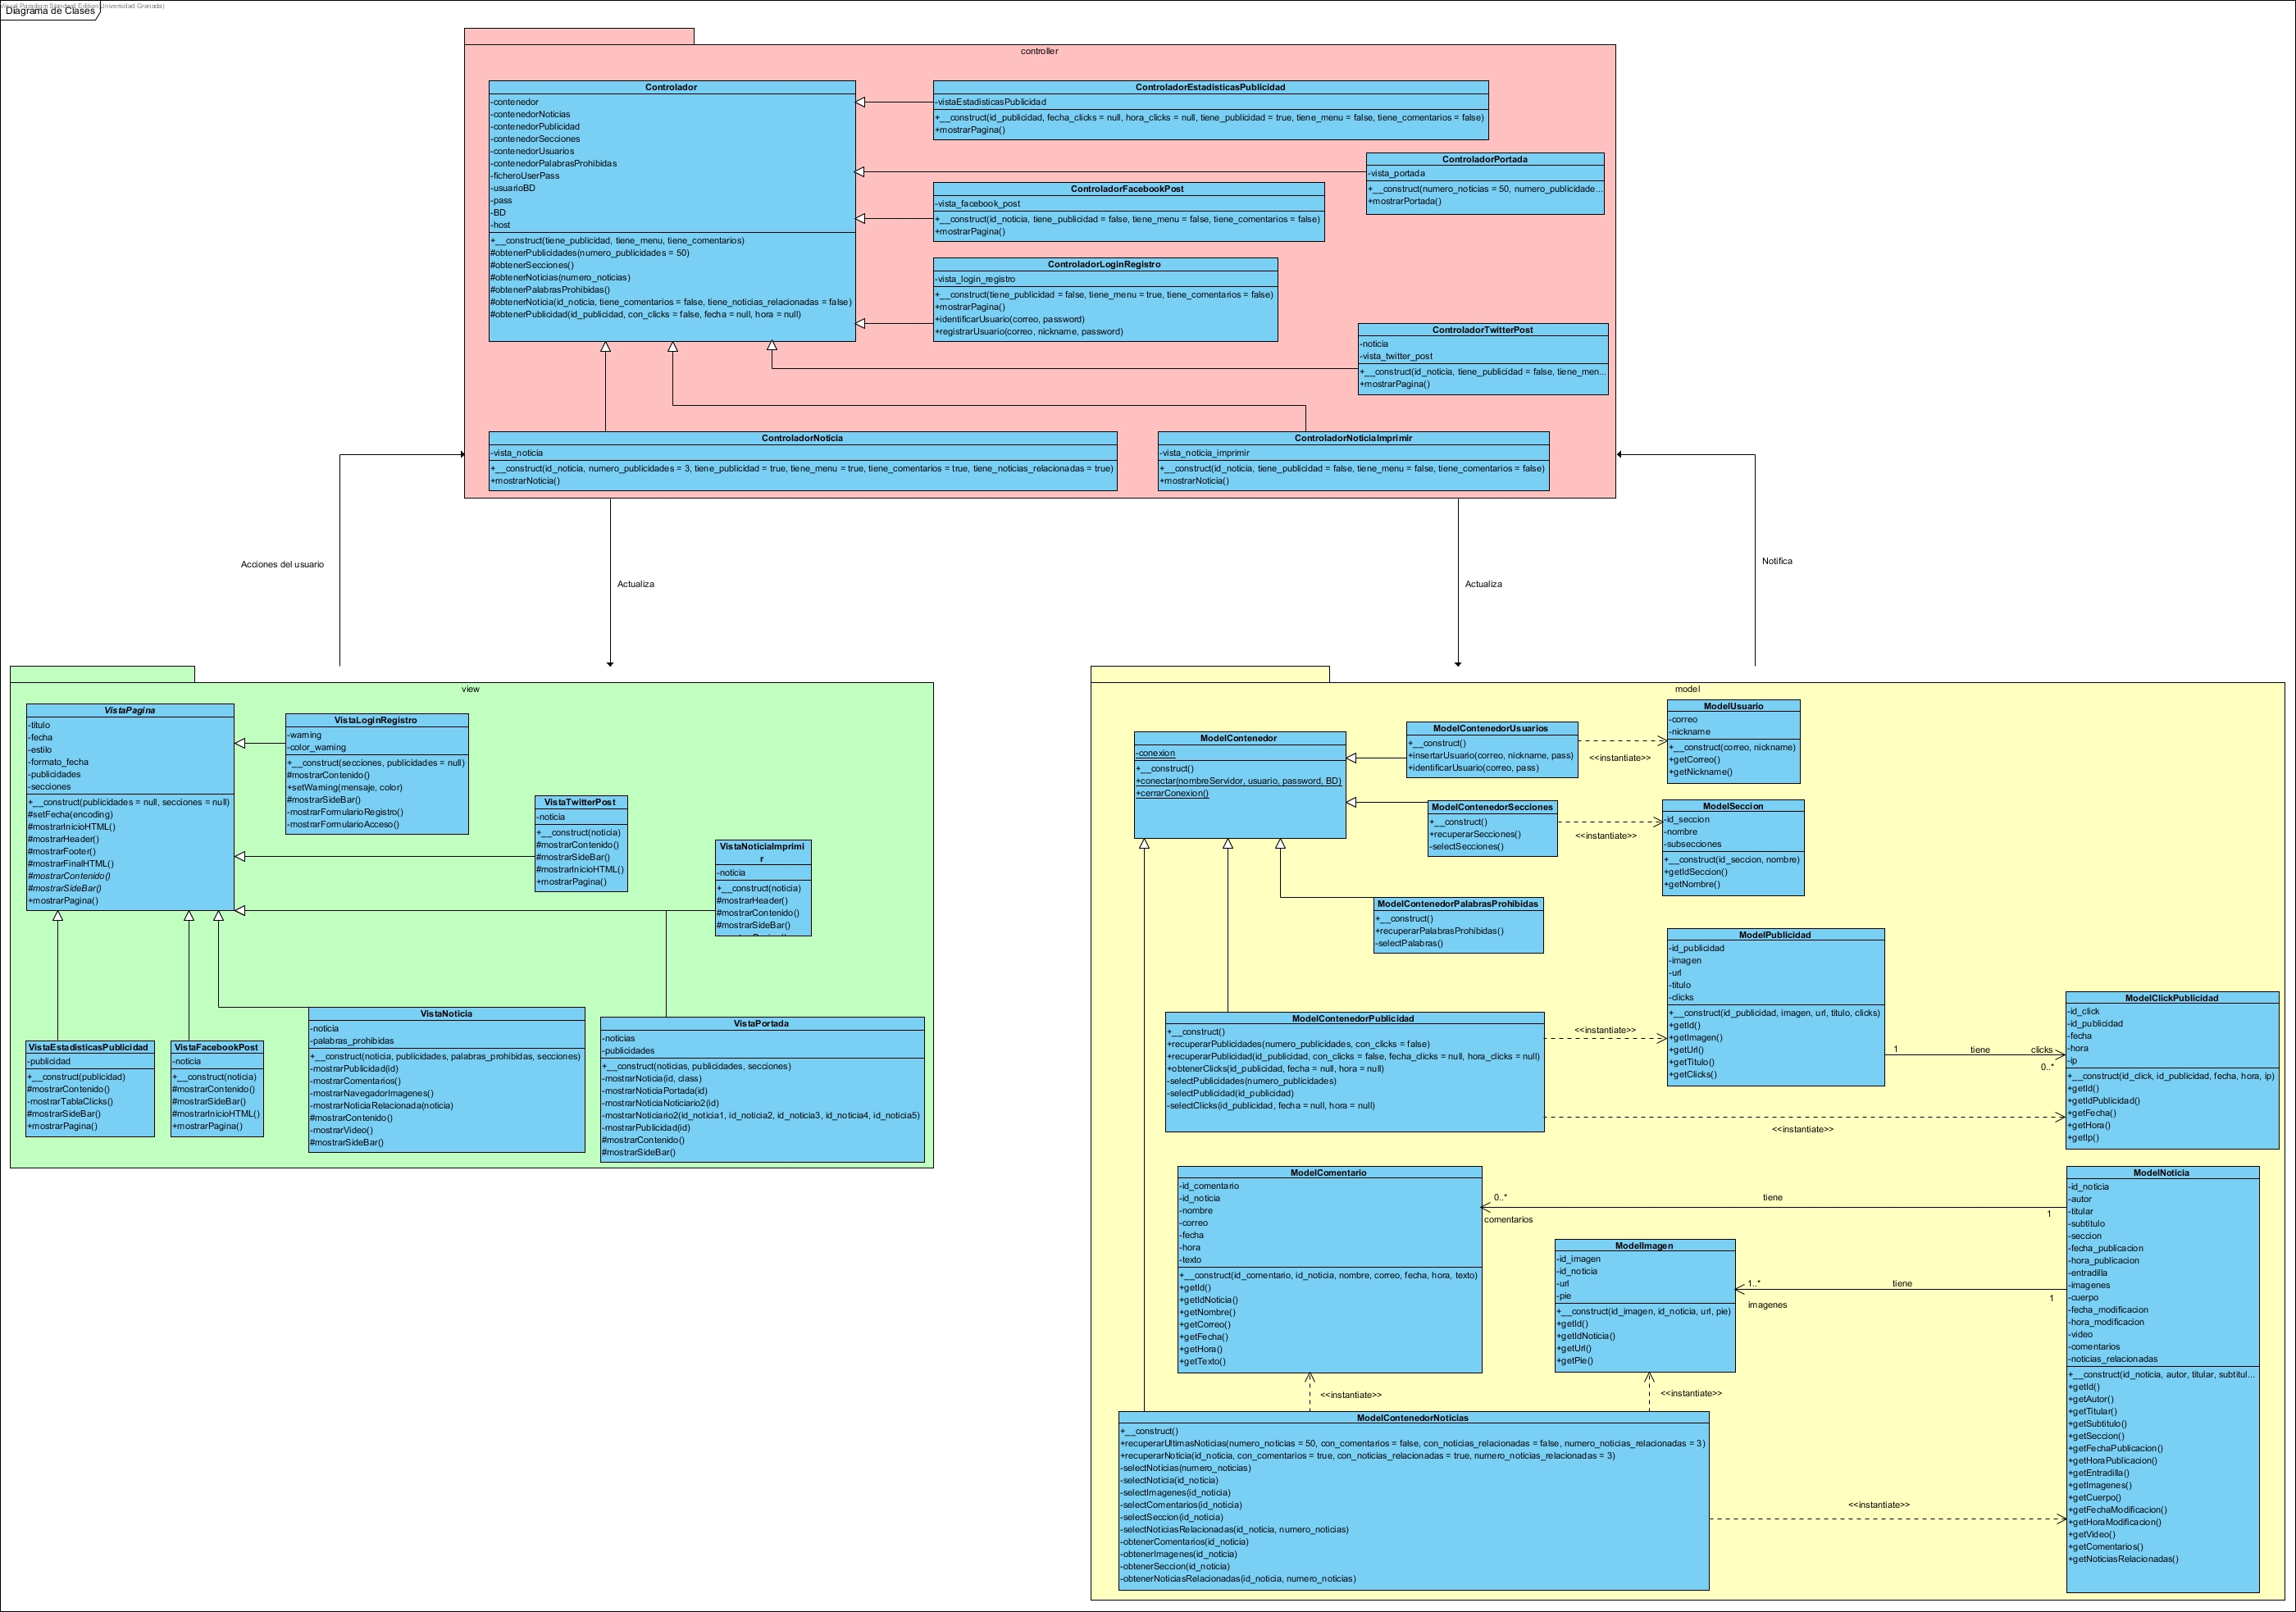 Visual Paradigm Standard Edition(Universidad Granada)
Diagrama de Clases
controller
Controlador
-contenedor
-contenedorNoticias
-contenedorPublicidad
-contenedorSecciones
-contenedorUsuarios
-contenedorPalabrasProhibidas
-ficheroUserPass
-usuarioBD
-pass
-BD
-host
+__construct(tiene_publicidad, tiene_menu, tiene_comentarios)
#obtenerPublicidades(numero_publicidades = 50)
#obtenerSecciones()
#obtenerNoticias(numero_noticias)
#obtenerPalabrasProhibidas()
#obtenerNoticia(id_noticia, tiene_comentarios = false, tiene_noticias_relacionadas = false)
#obtenerPublicidad(id_publicidad, con_clicks = false, fecha = null, hora = null)
ControladorEstadisticasPublicidad
-vistaEstadisticasPublicidad
+__construct(id_publicidad, fecha_clicks = null, hora_clicks = null, tiene_publicidad = true, tiene_menu = false, tiene_comentarios = false)
+mostrarPagina()
ControladorPortada
-vista_portada
+__construct(numero_noticias = 50, numero_publicidade...
+mostrarPortada()
ControladorFacebookPost
-vista_facebook_post
+__construct(id_noticia, tiene_publicidad = false, tiene_menu = false, tiene_comentarios = false)
+mostrarPagina()
ControladorLoginRegistro
-vista_login_registro
+__construct(tiene_publicidad = false, tiene_menu = true, tiene_comentarios = false)
+mostrarPagina()
+identificarUsuario(correo, password)
+registrarUsuario(correo, nickname, password)
ControladorTwitterPost
-noticia
-vista_twitter_post
+__construct(id_noticia, tiene_publicidad = false, tiene_men...
+mostrarPagina()
ControladorNoticia
-vista_noticia
+__construct(id_noticia, numero_publicidades = 3, tiene_publicidad = true, tiene_menu = true, tiene_comentarios = true, tiene_noticias_relacionadas = true)
+mostrarNoticia()
ControladorNoticiaImprimir
-vista_noticia_imprimir
+__construct(id_noticia, tiene_publicidad = false, tiene_menu = false, tiene_comentarios = false)
+mostrarNoticia()
Acciones del usuario
Actualiza
Actualiza
Notifica
view
VistaPagina
-titulo
-fecha
-estilo
-formato_fecha
-publicidades
-secciones
+__construct(publicidades = null, secciones = null)
#setFecha(encoding)
#mostrarInicioHTML()
#mostrarHeader()
#mostrarFooter()
#mostrarFinalHTML()
#mostrarContenido()
#mostrarSideBar()
+mostrarPagina()
VistaLoginRegistro
-warning
-color_warning
+__construct(secciones, publicidades = null)
#mostrarContenido()
+setWarning(mensaje, color)
#mostrarSideBar()
-mostrarFormularioRegistro()
-mostrarFormularioAcceso()
VistaTwitterPost
-noticia
+__construct(noticia)
#mostrarContenido()
#mostrarSideBar()
#mostrarInicioHTML()
+mostrarPagina()
VistaNoticiaImprimi
r
-noticia
+__construct(noticia)
#mostrarHeader()
#mostrarContenido()
#mostrarSideBar()
VistaEstadisticasPublicidad
-publicidad
+__construct(publicidad)
#mostrarContenido()
-mostrarTablaClicks()
#mostrarSideBar()
+mostrarPagina()
VistaFacebookPost
-noticia
+__construct(noticia)
#mostrarContenido()
#mostrarSideBar()
#mostrarInicioHTML()
+mostrarPagina()
VistaNoticia
-noticia
-palabras_prohibidas
+__construct(noticia, publicidades, palabras_prohibidas, secciones)
-mostrarPublicidad(id)
-mostrarComentarios()
-mostrarNavegadorImagenes()
-mostrarNoticiaRelacionada(noticia)
#mostrarContenido()
-mostrarVideo()
#mostrarSideBar()
VistaPortada
-noticias
-publicidades
+__construct(noticias, publicidades, secciones)
-mostrarNoticia(id, class)
-mostrarNoticiaPortada(id)
-mostrarNoticiaNoticiario2(id)
-mostrarNoticiario2(id_noticia1, id_noticia2, id_noticia3, id_noticia4, id_noticia5)
-mostrarPublicidad(id)
#mostrarContenido()
#mostrarSideBar()
model
ModelContenedor
-conexion
+__construct()
+conectar(nombreServidor, usuario, password, BD)
+cerrarConexion()
ModelContenedorUsuarios
+__construct()
+insertarUsuario(correo, nickname, pass)
+identificarUsuario(correo, pass)
<<instantiate>>
ModelUsuario
-correo
-nickname
+__construct(correo, nickname)
+getCorreo()
+getNickname()
ModelContenedorSecciones
+__construct()
+recuperarSecciones()
-selectSecciones()
<<instantiate>>
ModelSeccion
-id_seccion
-nombre
-subsecciones
+__construct(id_seccion, nombre)
+getIdSeccion()
+getNombre()
ModelContenedorPalabrasProhibidas
+__construct()
+recuperarPalabrasProhibidas()
-selectPalabras()
ModelPublicidad
-id_publicidad
-imagen
-url
-titulo
-clicks
+__construct(id_publicidad, imagen, url, titulo, clicks)
+getId()
+getImagen()
+getUrl()
+getTitulo()
+getClicks()
1
tiene
clicks
0..*
ModelClickPublicidad
-id_click
-id_publicidad
-fecha
-hora
-ip
+__construct(id_click, id_publicidad, fecha, hora, ip)
+getId()
+getIdPublicidad()
+getFecha()
+getHora()
+getIp()
ModelContenedorPublicidad
+__construct()
+recuperarPublicidades(numero_publicidades, con_clicks = false)
+recuperarPublicidad(id_publicidad, con_clicks = false, fecha_clicks = null, hora_clicks = null)
+obtenerClicks(id_publicidad, fecha = null, hora = null)
-selectPublicidades(numero_publicidades)
-selectPublicidad(id_publicidad)
-selectClicks(id_publicidad, fecha = null, hora = null)
<<instantiate>>
<<instantiate>>
ModelComentario
-id_comentario
-id_noticia
-nombre
-correo
-fecha
-hora
-texto
+__construct(id_comentario, id_noticia, nombre, correo, fecha, hora, texto)
+getId()
+getIdNoticia()
+getNombre()
+getCorreo()
+getFecha()
+getHora()
+getTexto()
0..*
comentarios
tiene
1
ModelImagen
-id_imagen
-id_noticia
-url
-pie
+__construct(id_imagen, id_noticia, url, pie)
+getId()
+getIdNoticia()
+getUrl()
+getPie()
1..*
imagenes
tiene
1
ModelNoticia
-id_noticia
-autor
-titular
-subtitulo
-seccion
-fecha_publicacion
-hora_publicacion
-entradilla
-imagenes
-cuerpo
-fecha_modificacion
-hora_modificacion
-video
-comentarios
-noticias_relacionadas
+__construct(id_noticia, autor, titular, subtitul...
+getId()
+getAutor()
+getTitular()
+getSubtitulo()
+getSeccion()
+getFechaPublicacion()
+getHoraPublicacion()
+getEntradilla()
+getImagenes()
+getCuerpo()
+getFechaModificacion()
+getHoraModificacion()
+getVideo()
+getComentarios()
+getNoticiasRelacionadas()
<<instantiate>>
<<instantiate>>
ModelContenedorNoticias
+__construct()
+recuperarUltimasNoticias(numero_noticias = 50, con_comentarios = false, con_noticias_relacionadas = false, numero_noticias_relacionadas = 3)
+recuperarNoticia(id_noticia, con_comentarios = true, con_noticias_relacionadas = true, numero_noticias_relacionadas = 3)
-selectNoticias(numero_noticias)
-selectNoticia(id_noticia)
-selectImagenes(id_noticia)
-selectComentarios(id_noticia)
-selectSeccion(id_noticia)
-selectNoticiasRelacionadas(id_noticia, numero_noticias)
-obtenerComentarios(id_noticia)
-obtenerImagenes(id_noticia)
-obtenerSeccion(id_noticia)
-obtenerNoticiasRelacionadas(id_noticia, numero_noticias)
<<instantiate>>